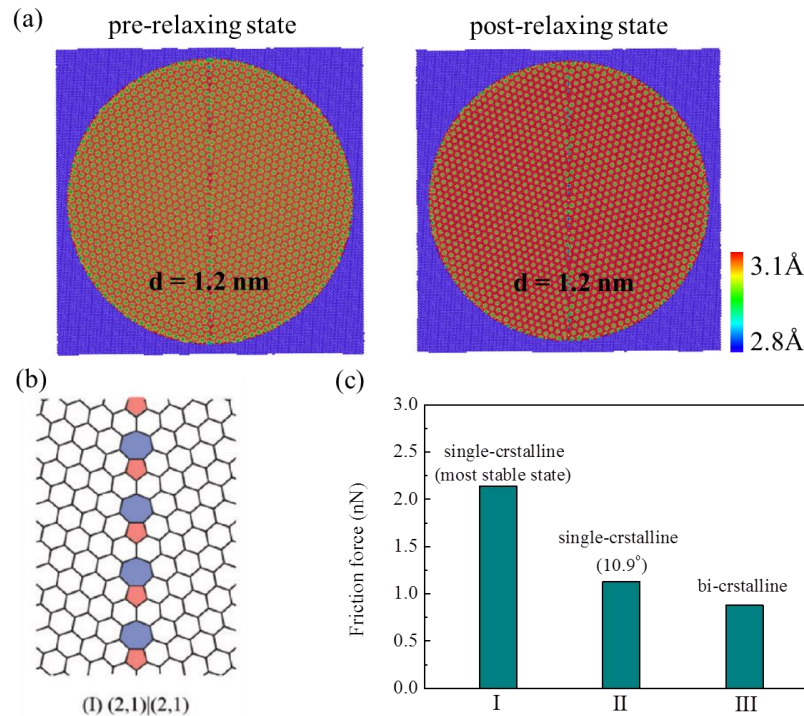 (a)
pre-relaxing state
post-relaxing state
d = 1.2 nm
d = 1.2 nm
3.1Å
2.8Å
(b)
(I) (2,1)|(2,1)
(c)
Friction force (nN)
3.0
2.5
2.0
1.5
1.0
0.5
0.0
single-crstalline
(most stable state)
single-crstalline
(10.9°)
bi-crstalline
I
II
III